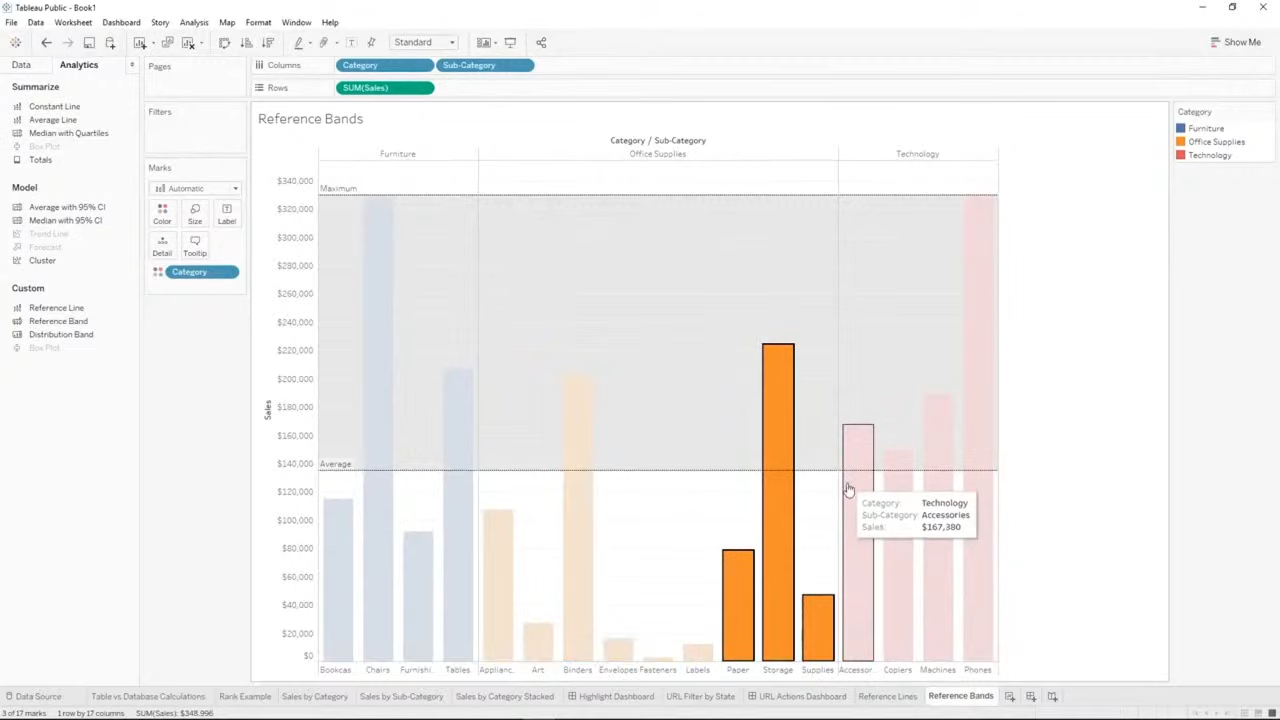 Tableau Public - Book1
File Data Worksheet Dashboard Story Analysis Map Format Window Help
Standard Show Me
Data Analytics
Summarize
Constant Line
Average Line
Median with Quartiles
Box Plot
Totals
Model
Average with 95% CI
Median with 95% CI
Trend Line
Forecast
Cluster
Custom
Reference Line
Reference Band
Distribution Band
Box Plot
Pages
Filters
Marks
Automatic
Color Size Label
Detail Tooltip
Category
Columns Category Sub-Category
Rows SUM(Sales)
Reference Bands
Category / Sub-Category
Furniture Office Supplies Technology
Maximum
Average
Sales
$340,000
$320,000
$300,000
$280,000
$260,000
$240,000
$220,000
$200,000
$180,000
$160,000
$140,000
$120,000
$100,000
$80,000
$60,000
$40,000
$20,000
$0
Category: Technology
Sub-Category: Accessories
Sales: $167,380
Bookcas Chairs Furnishi.. Tables Applianc.. Art Binders Envelopes Fasteners Labels Paper Storage Supplies Accessor.. Copiers Machines Phones
Category
Furniture
Office Supplies
Technology
Data Source Table vs Database Calculations Rank Example Sales by Category Sales by Sub-Category Sales by Category Stacked Highlight Dashboard URL Filter by State URL Actions Dashboard Reference Lines Reference Bands
3 of 17 marks 1 row by 17 columns SUM(Sales): $348,996